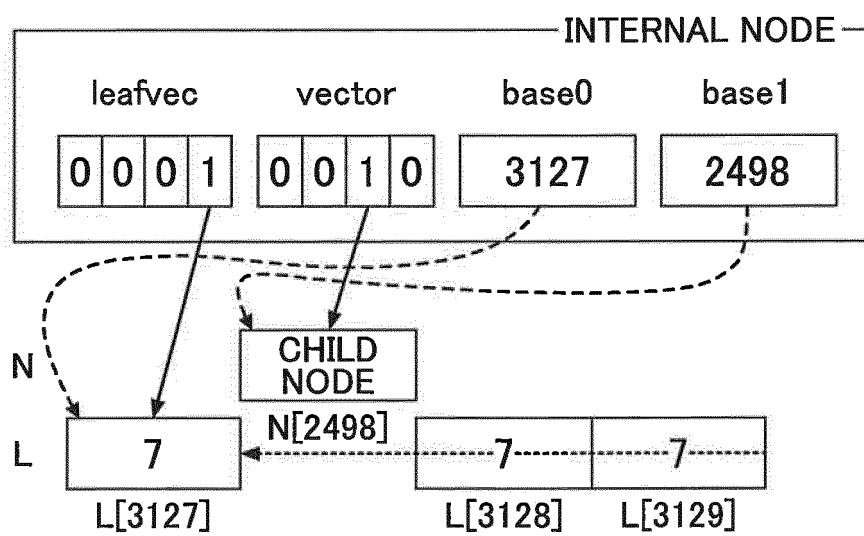 INTERNAL NODE
leafvec vector base0 base1
0 0 0 1 0 0 1 0 3127 2498
CHILD
NODE
N
N[2498]
L 7 7 7
L[3127] L[3128] L[3129]